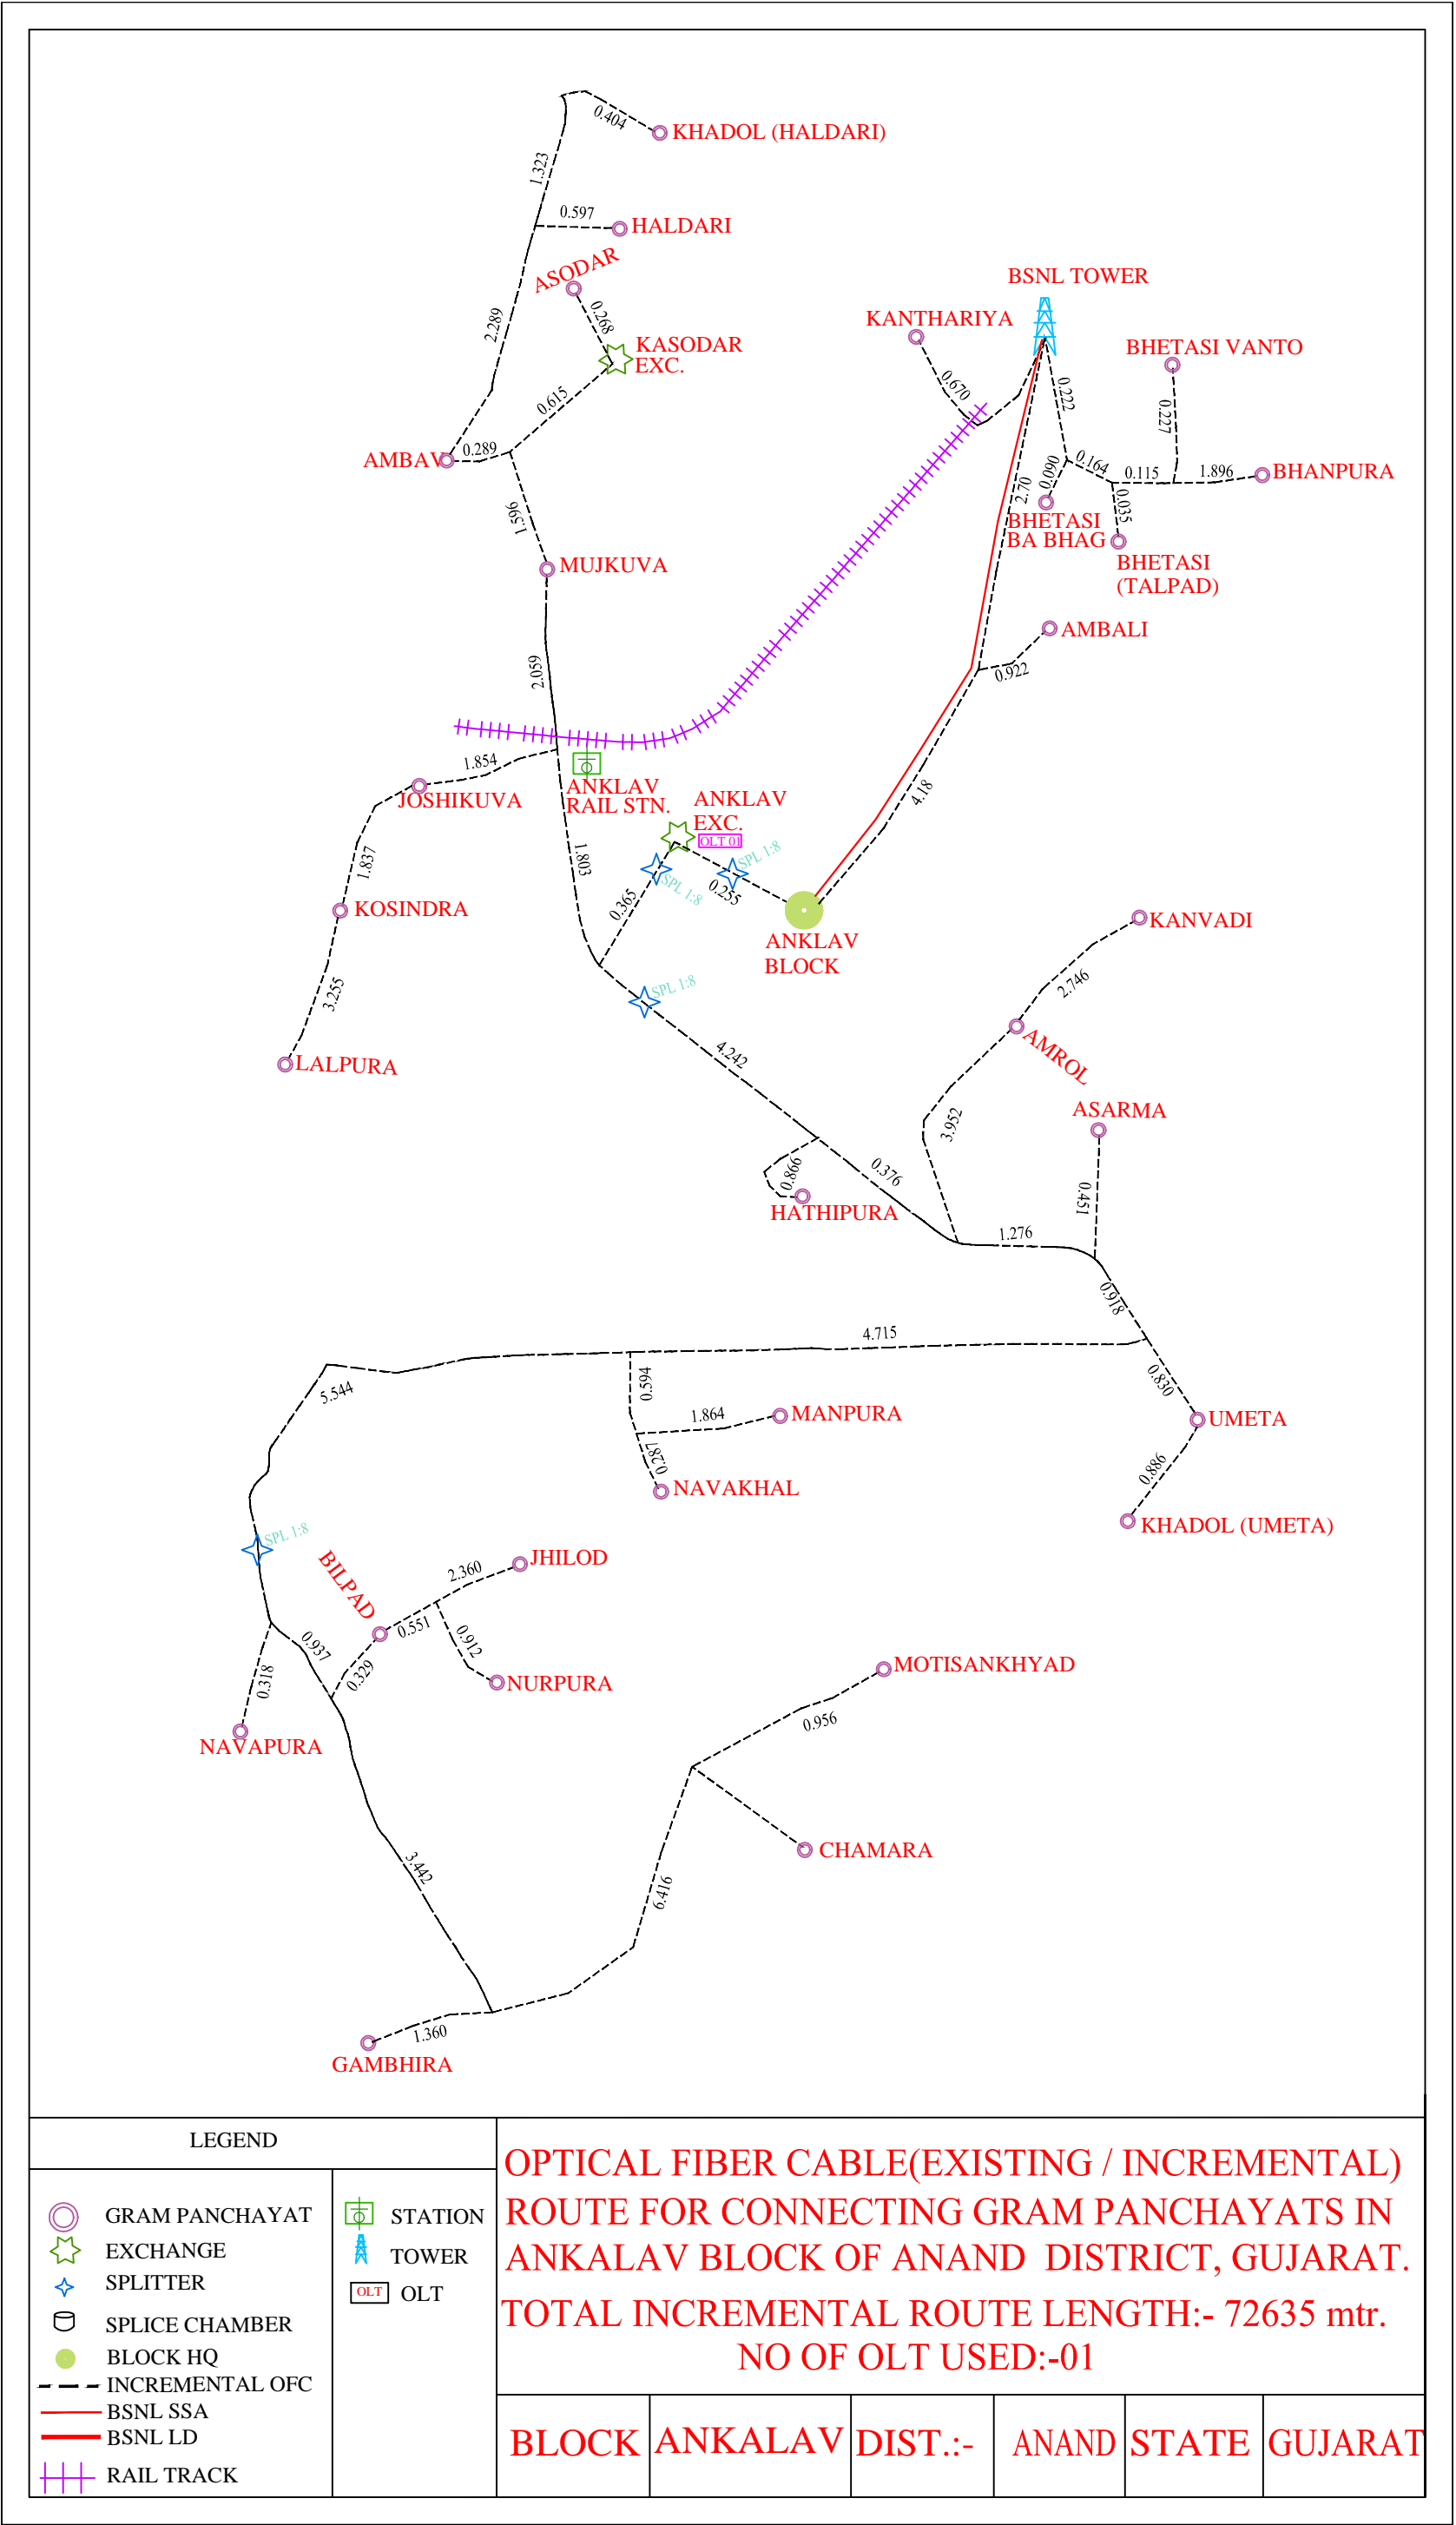 0.404
KHADOL (HALDARI)
1.323
0.597
HALDARI
ASODAR
BSNL TOWER
0.268
2.289
KANTHARIYA
KASODAR
EXC.
BHETASI VANTO
0.670
0.222
0.615
0.227
0.289
AMBAV
0.090
0.164
0.115
1.896
BHANPURA
2.70
0.035
1.596
BHETASI
BA BHAG
BHETASI
(TALPAD)
MUJKUVA
AMBALI
2.059
0.922
1.854
ANKLAV
RAIL STN.
JOSHIKUVA
ANKLAV
EXC.
OLT 01
4.18
1.803
SPL 1:8
SPL 1:8
1.837
0.365
0.255
KOSINDRA
KANVADI
ANKLAV
BLOCK
3.255
SPL 1:8
2.746
LALPURA
4.242
AMROL
ASARMA
3.952
0.866
0.376
HATHIPURA
0.451
1.276
0.918
4.715
5.544
0.594
0.830
1.864
MANPURA
UMETA
0.287
0.886
NAVAKHAL
KHADOL (UMETA)
SPL 1:8
BILPAD
JHILOD
2.360
0.551
0.937
0.912
0.329
0.318
NURPURA
MOTISANKHYAD
NAVAPURA
0.956
CHAMARA
3.442
6.416
1.360
GAMBHIRA
LEGEND
GRAM PANCHAYAT
EXCHANGE
SPLITTER
SPLICE CHAMBER
BLOCK HQ
INCREMENTAL OFC
BSNL SSA
BSNL LD
RAIL TRACK
STATION
TOWER
OLT OLT
OPTICAL FIBER CABLE(EXISTING / INCREMENTAL)
ROUTE FOR CONNECTING GRAM PANCHAYATS IN
ANKALAV BLOCK OF ANAND DISTRICT, GUJARAT.
TOTAL INCREMENTAL ROUTE LENGTH:- 72635 mtr.
NO OF OLT USED:-01
BLOCK ANKALAV DIST.:- ANAND STATE GUJARAT